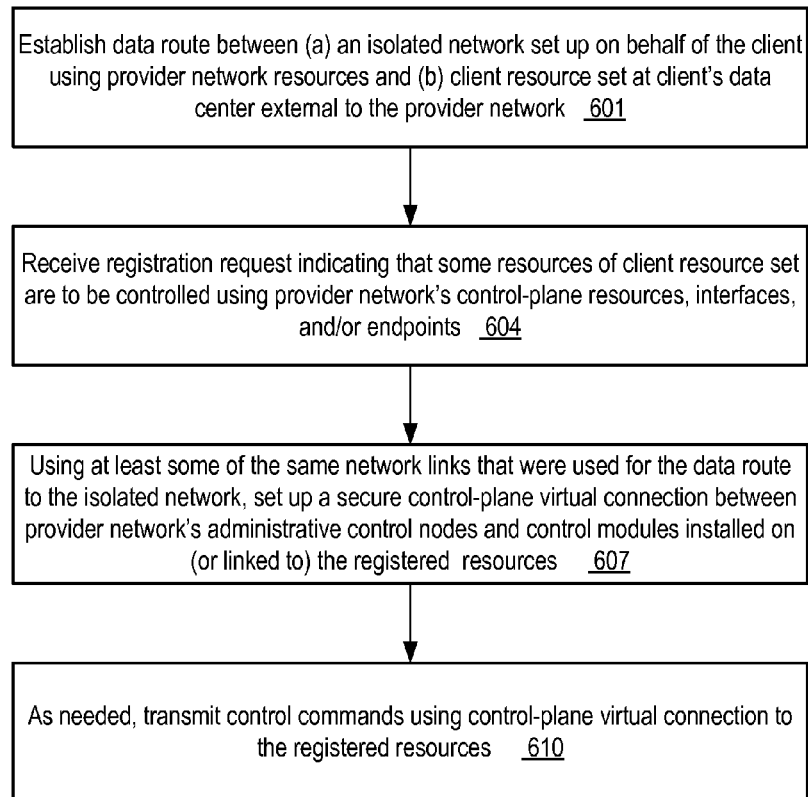 Establish data route between (a) an isolated network set up on behalf of the client
using provider network resources and (b) client resource set at client's data
center external to the provider network 601
Receive registration request indicating that some resources of client resource set
are to be controlled using provider network's control-plane resources, interfaces,
and/or endpoints 604
Using at least some of the same network links that were used for the data route
to the isolated network, set up a secure control-plane virtual connection between
provider network's administrative control nodes and control modules installed on
(or linked to) the registered resources 607
As needed, transmit control commands using control-plane virtual connection to
the registered resources 610